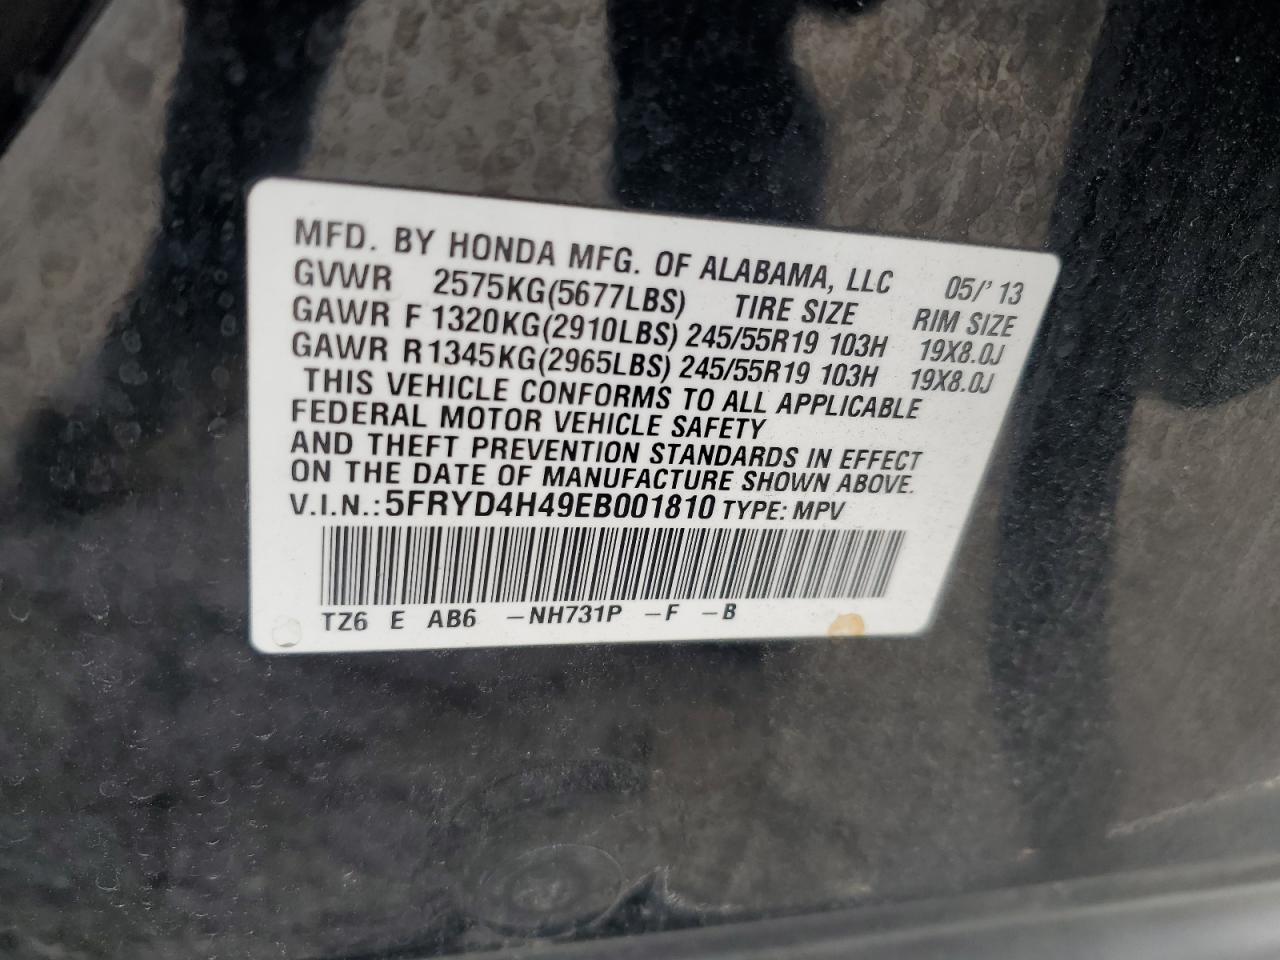 MFD. BY HONDA MFG. OF ALABAMA, LLC 05/'13
GVWR 2575KG(5677LBS) TIRE SIZE RIM SIZE
GAWR F 1320KG(2910LBS) 245/55R19 103H 19X8.0J
GAWR R 1345KG(2965LBS) 245/55R19 103H 19X8.0J
THIS VEHICLE CONFORMS TO ALL APPLICABLE
FEDERAL MOTOR VEHICLE SAFETY
AND THEFT PREVENTION STANDARDS IN EFFECT
ON THE DATE OF MANUFACTURE SHOWN ABOVE.
V.I.N.: 5FRYD4H49EB001810 TYPE: MPV
TZ6 E AB6 -NH731P -F -B